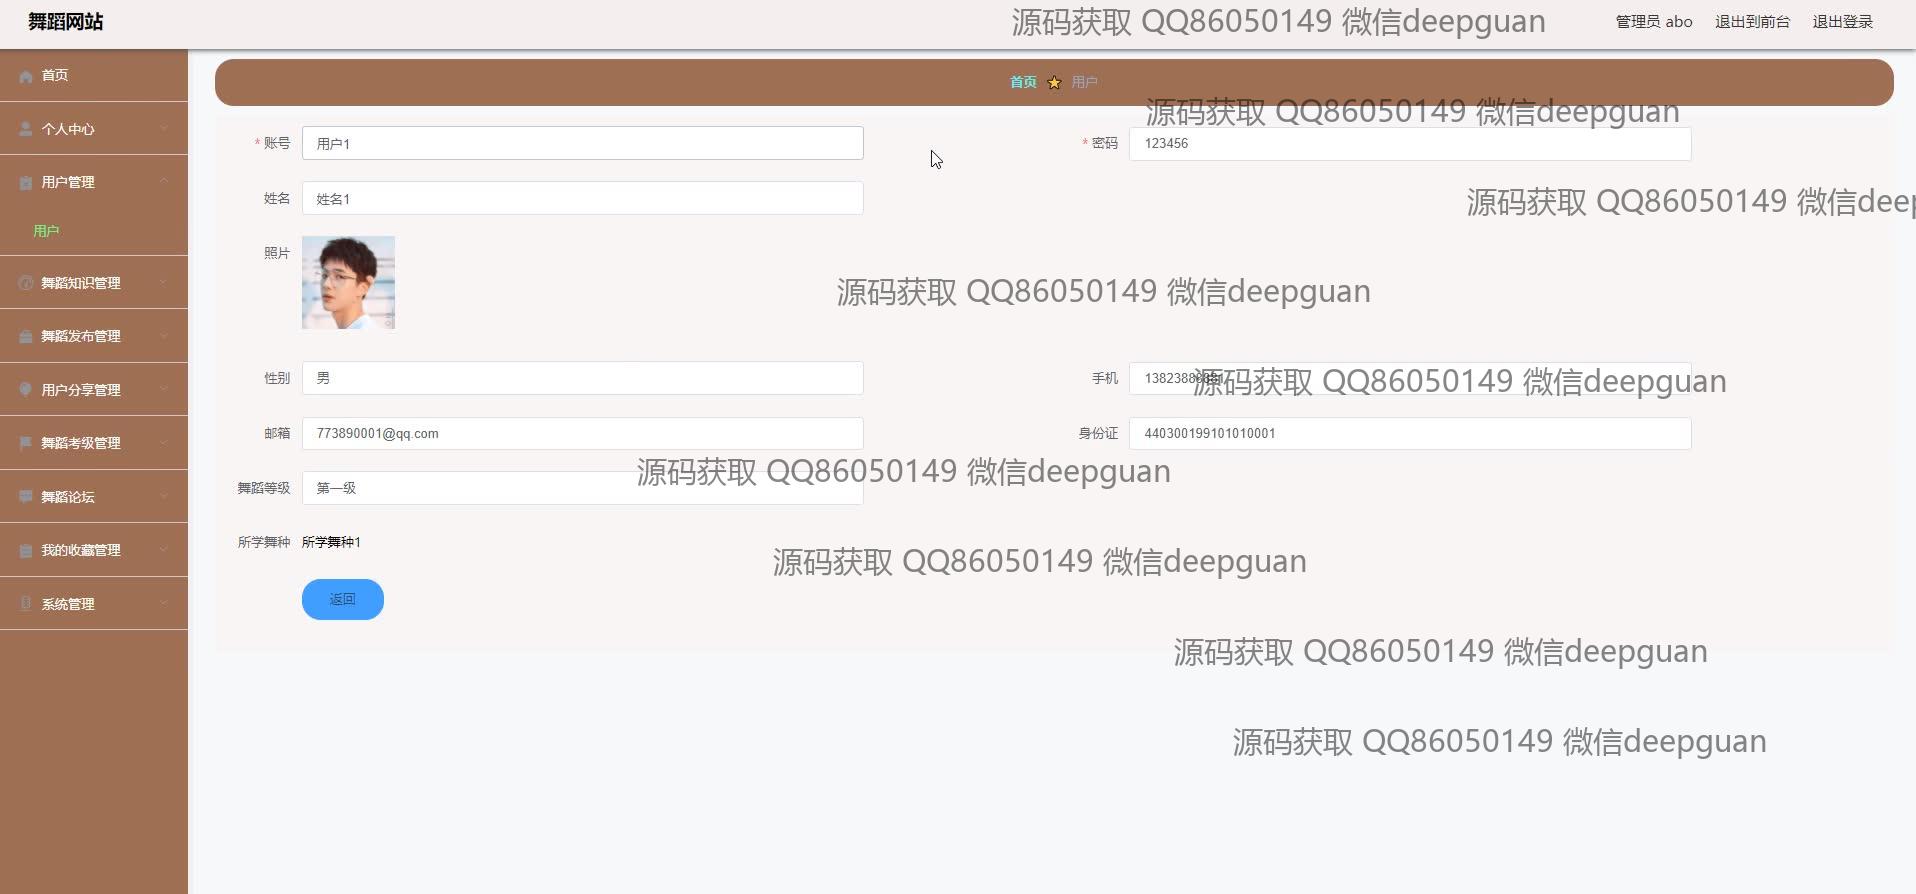 舞蹈网站
源码获取 QQ86050149 微信deepguan
管理员 abo 退出到前台 退出登录
首页
个人中心
用户管理
用户
舞蹈知识管理
舞蹈发布管理
用户分享管理
舞蹈考级管理
舞蹈论坛
我的收藏管理
系统管理
首页 用户
源码获取 QQ86050149 微信deepguan
* 账号 用户1
* 密码 123456
姓名 姓名1
源码获取 QQ86050149 微信deep
照片
源码获取 QQ86050149 微信deepguan
性别 男
手机
源码获取 QQ86050149 微信deepguan
邮箱 773890001@qq.com
身份证 440300199101010001
源码获取 QQ86050149 微信deepguan
舞蹈等级 第一级
所学舞种 所学舞种1
源码获取 QQ86050149 微信deepguan
返回
源码获取 QQ86050149 微信deepguan
源码获取 QQ86050149 微信deepguan